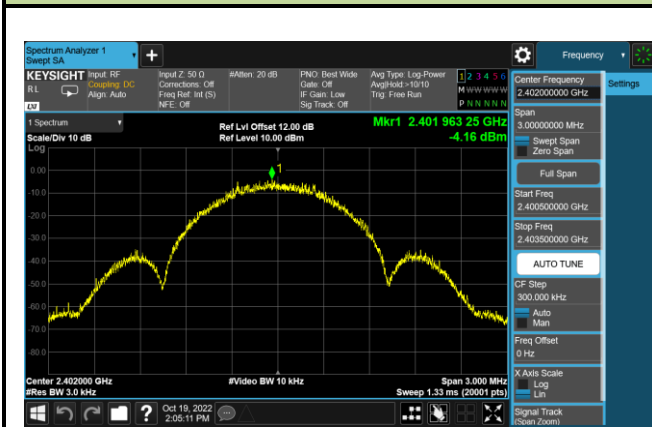 Spectrum Analyzer 1
Swept SA
Frequency
KEYSIGHT
RL
LXI
Input: RF
Coupling: DC
Align: Auto
Input Z: 50 Ω
Corrections: Off
Freq Ref: Int (S)
NFE: Off
#Atten: 20 dB
PNO: Best Wide
Gate: Off
IF Gain: Low
Sig Track: Off
Avg Type: Log-Power
Avg|Hold:>10/10
Trig: Free Run
1 2 3 4 5 6
M W W W W W
P N N N N N
1 Spectrum
Scale/Div 10 dB
Ref Lvl Offset 12.00 dB
Ref Level 10.00 dBm
Mkr1 2.401 963 25 GHz
-4.16 dBm
Log
1
0.00
-10.0
-20.0
-30.0
-40.0
-50.0
-60.0
-70.0
-80.0
Center 2.402000 GHz
#Res BW 3.0 kHz
#Video BW 10 kHz
Span 3.000 MHz
Sweep 1.33 ms (20001 pts)
Oct 19, 2022
2:05:11 PM
Center Frequency
2.402000000 GHz
Settings
Span
3.00000000 MHz
Swept Span
Zero Span
Full Span
Start Freq
2.400500000 GHz
Stop Freq
2.403500000 GHz
AUTO TUNE
CF Step
300.000 kHz
Auto
Man
Freq Offset
0 Hz
X Axis Scale
Log
Lin
Signal Track
(Span Zoom)